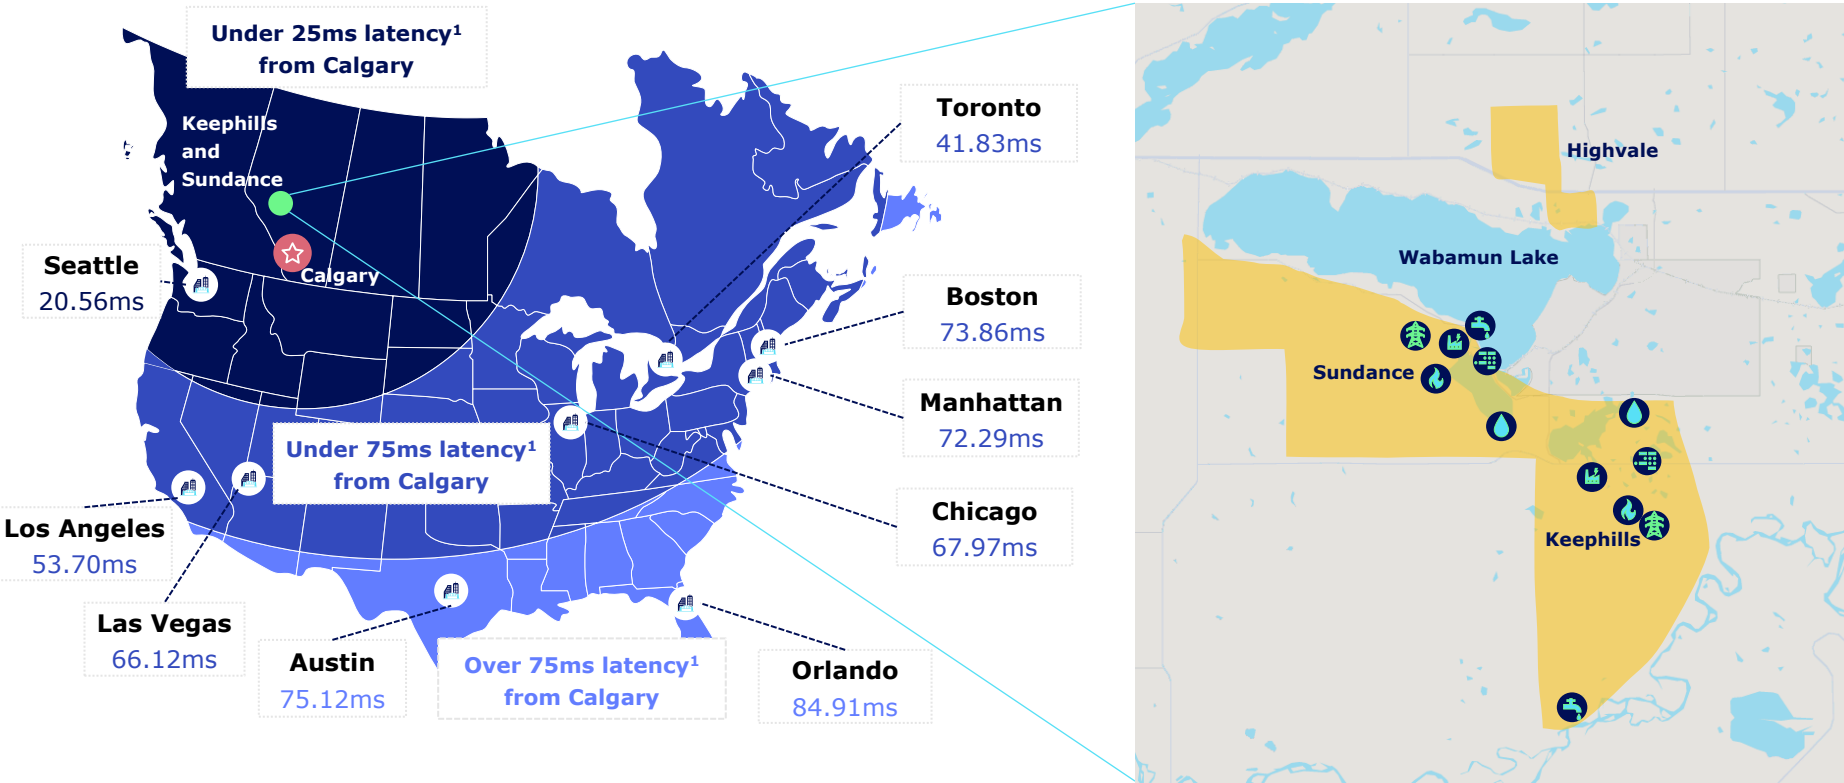 Under 25ms latency¹
from Calgary
Keephills
and
Sundance
Calgary
Seattle
20.56ms
Toronto
41.83ms
Boston
73.86ms
Manhattan
72.29ms
Chicago
67.97ms
Under 75ms latency¹
from Calgary
Los Angeles
53.70ms
Las Vegas
66.12ms
Austin
75.12ms
Over 75ms latency¹
from Calgary
Orlando
84.91ms
Highvale
Wabamun Lake
Sundance
Keephills